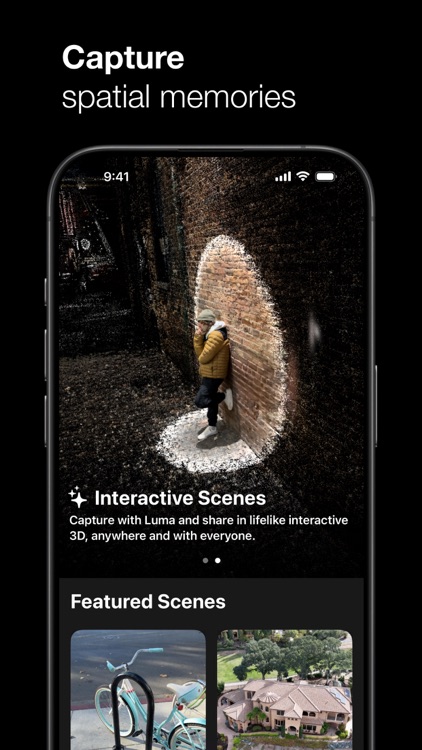 Capture
spatial memories
9:41
Interactive Scenes
Capture with Luma and share in lifelike interactive
3D, anywhere and with everyone.
Featured Scenes